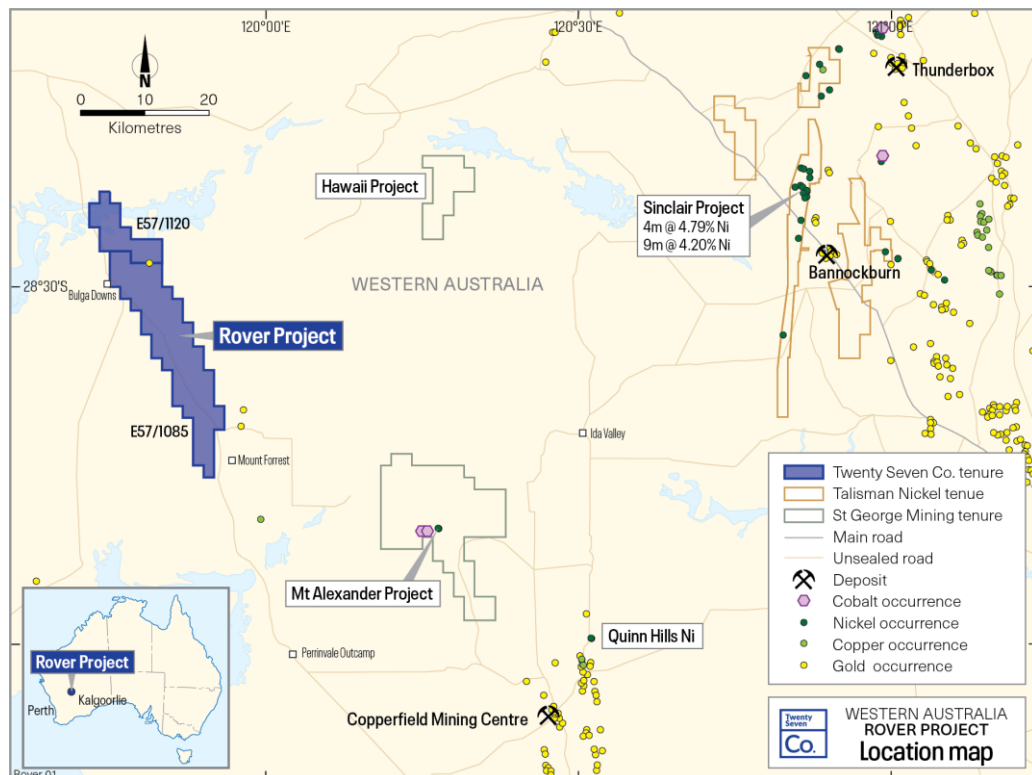 120°00'E
120°30'E
121°00'E
N
0 10 20
Kilometres
Thunderbox
Hawaii Project
Sinclair Project
4m @ 4.79% Ni
9m @ 4.20% Ni
E57/1120
Bannockburn
WESTERN AUSTRALIA
28°30'S
Bulga Downs
Rover Project
E57/1085
Ida Valley
Mount Forrest
Mt Alexander Project
Quinn Hills Ni
Perrinvale Outcamp
Copperfield Mining Centre
Twenty Seven Co. tenure
Talisman Nickel tenue
St George Mining tenure
Main road
Unsealed road
Deposit
Cobalt occurrence
Nickel occurrence
Copper occurrence
Gold occurrence
Rover Project
Kalgoorlie
Perth
Rover 01
Twenty
Seven
Co.
WESTERN AUSTRALIA
ROVER PROJECT
Location map